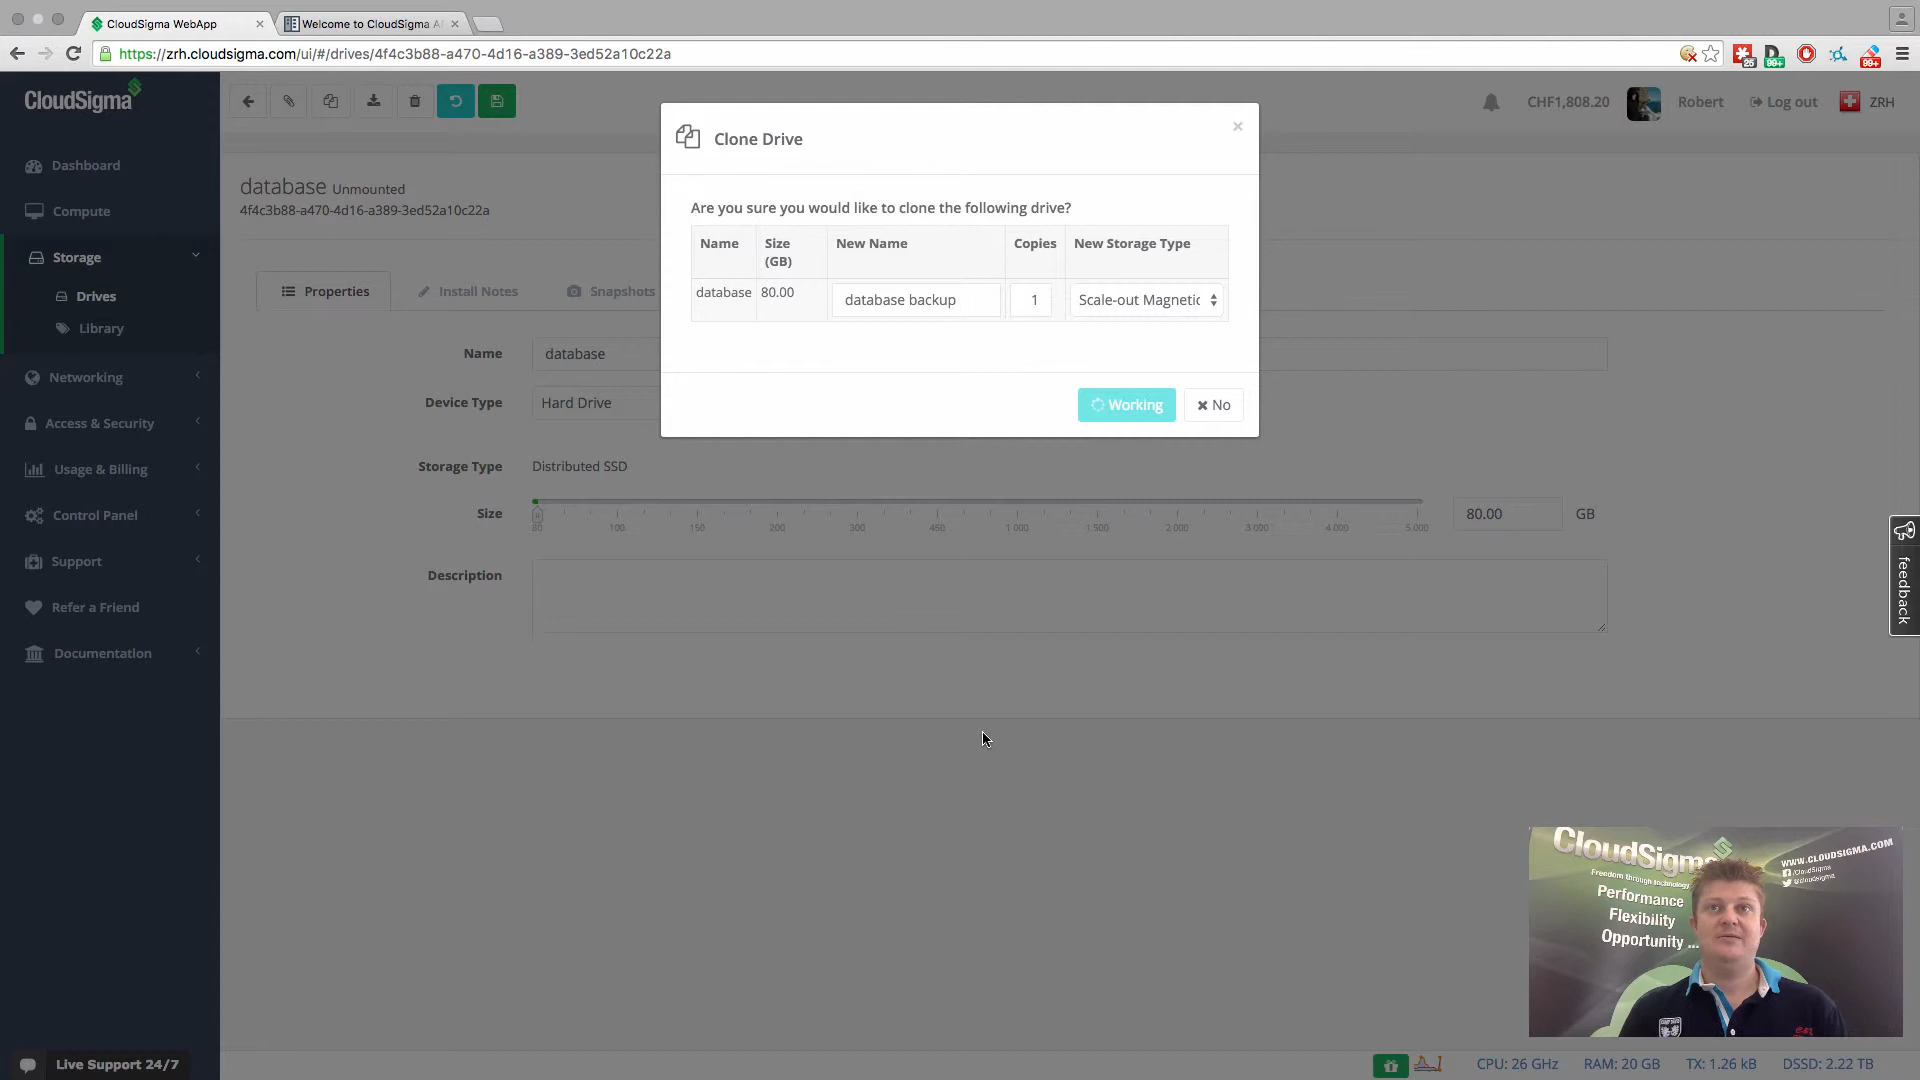 CloudSigma WebApp
Welcome to CloudSigma A
https://zrh.cloudsigma.com/ui/#/drives/4f4c3b88-a470-4d16-a389-3ed52a10c22a
25
99+
99+
CloudSigma
CHF1,808.20
Robert
Log out
ZRH
Dashboard
Compute
Storage
Drives
Library
Networking
Access & Security
Usage & Billing
Control Panel
Support
Refer a Friend
Documentation
Live Support 24/7
database Unmounted
4f4c3b88-a470-4d16-a389-3ed52a10c22a
Properties
Install Notes
Snapshots
Name
database
Device Type
Hard Drive
Storage Type
Distributed SSD
Size
80 100 150 200 300 450 1 000 1 500 2 000 3 000 4 000 5 000
80.00 GB
Description
Clone Drive
×
Are you sure you would like to clone the following drive?
Name Size (GB) New Name Copies New Storage Type
database 80.00 database backup 1 Scale-out Magnetic
Working
No
feedback
CloudSigma
Freedom through technology
Performance
Flexibility
Opportunity ...
WWW.CLOUDSIGMA.COM
/CloudSigma
@cloudsigma
CPU: 26 GHz
RAM: 20 GB
TX: 1.26 kB
DSSD: 2.22 TB